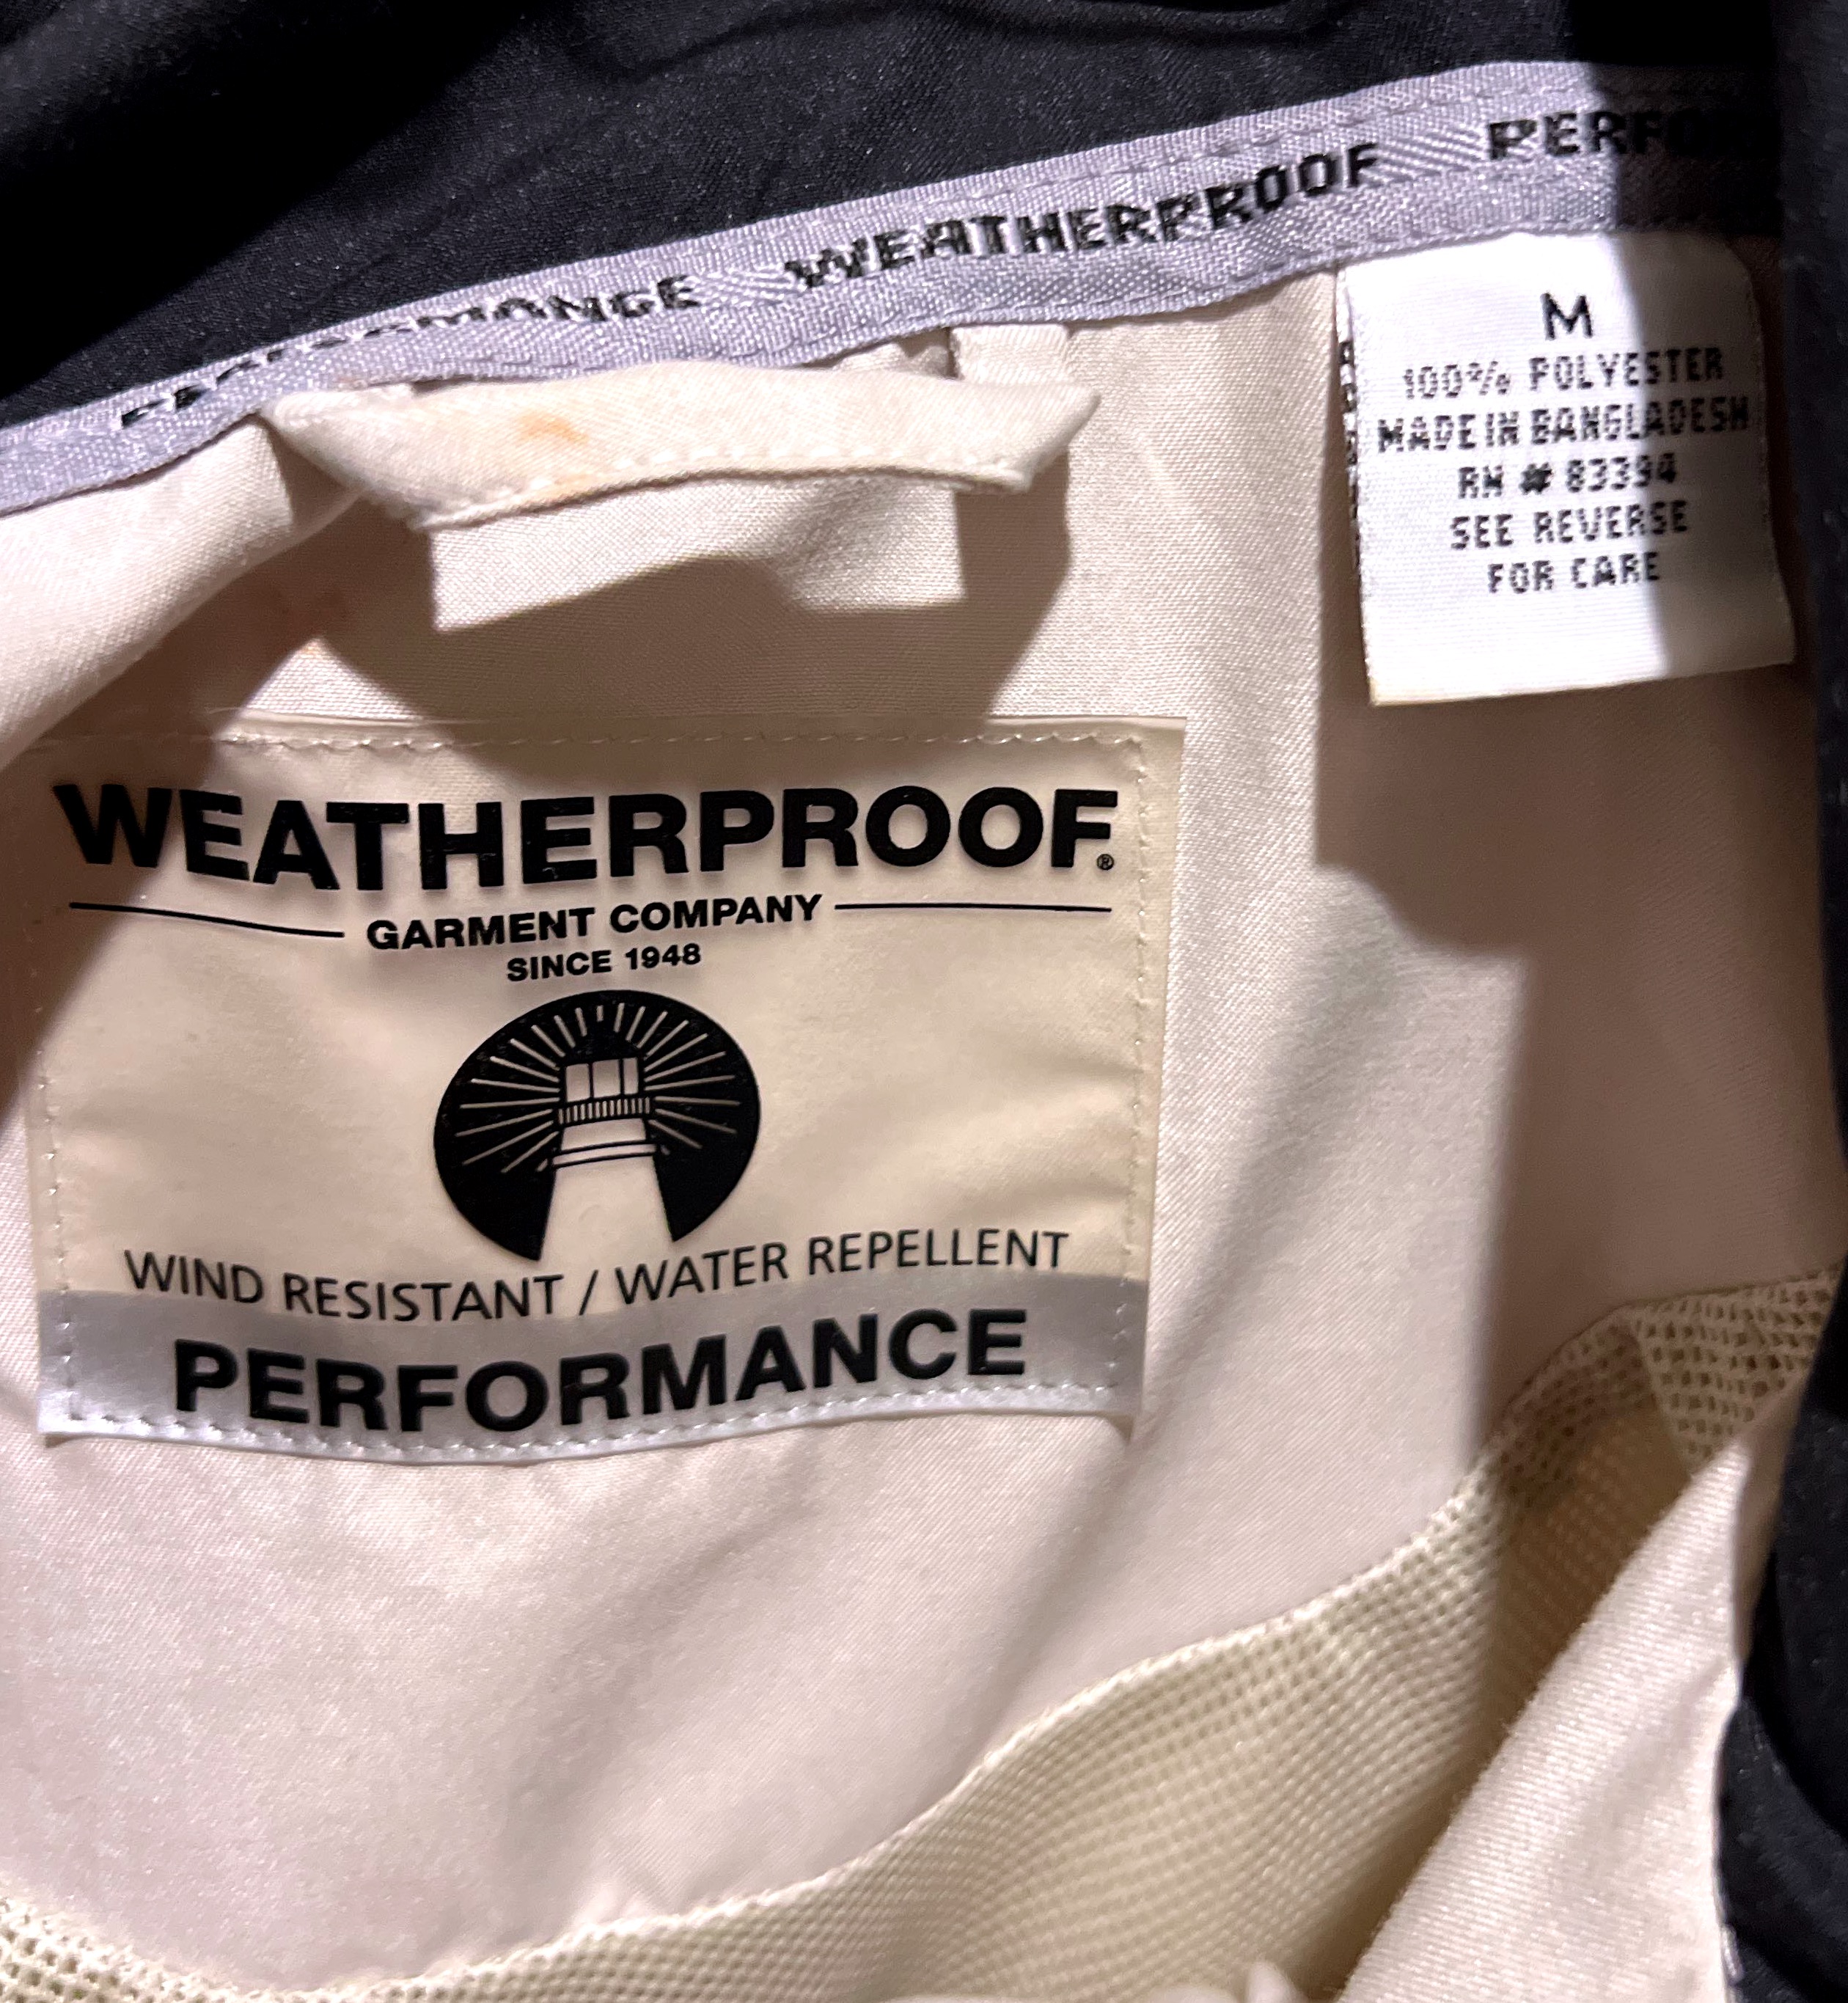 PERFORMANCE WEATHERPROOF
M
100% POLYESTER
MADE IN BANGLADESH
RN # 83394
SEE REVERSE
FOR CARE
WEATHERPROOF®
GARMENT COMPANY
SINCE 1948
WIND RESISTANT / WATER REPELLENT
PERFORMANCE